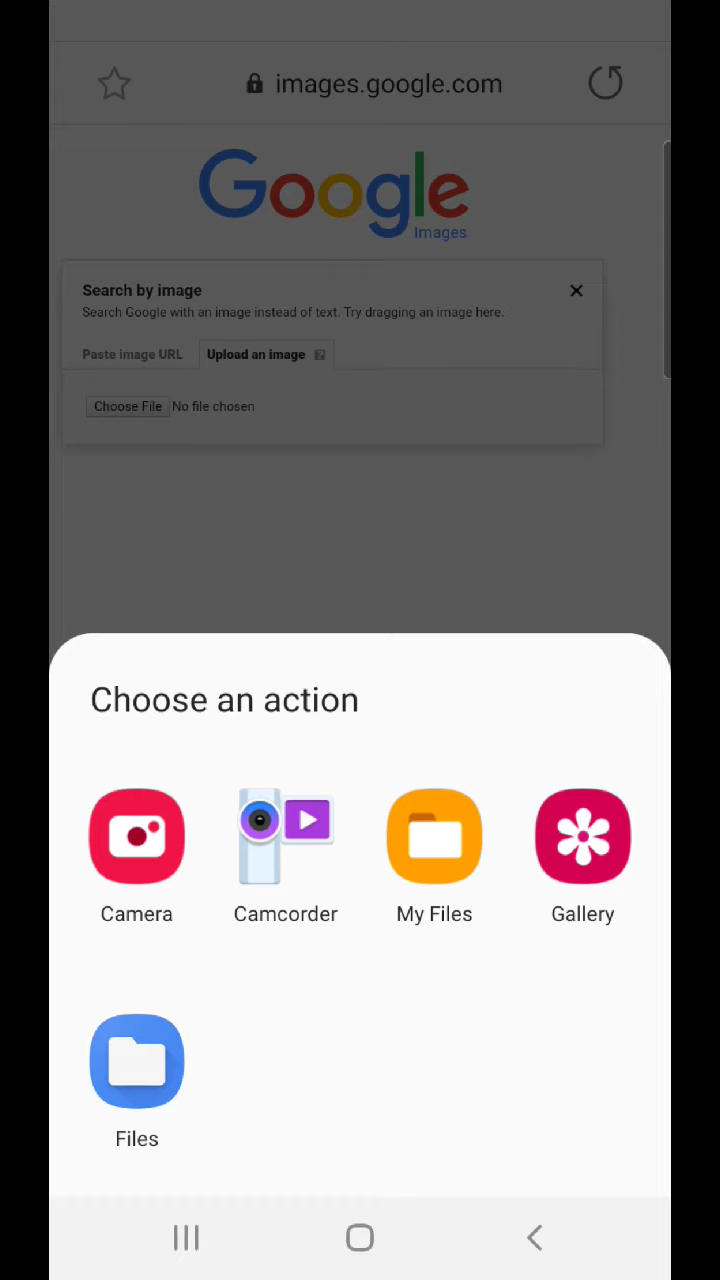 images.google.com
Google
Images
Search by image
Search Google with an image instead of text. Try dragging an image here.
Paste image URL Upload an image ?
Choose File No file chosen
Choose an action
Camera Camcorder My Files Gallery
Files